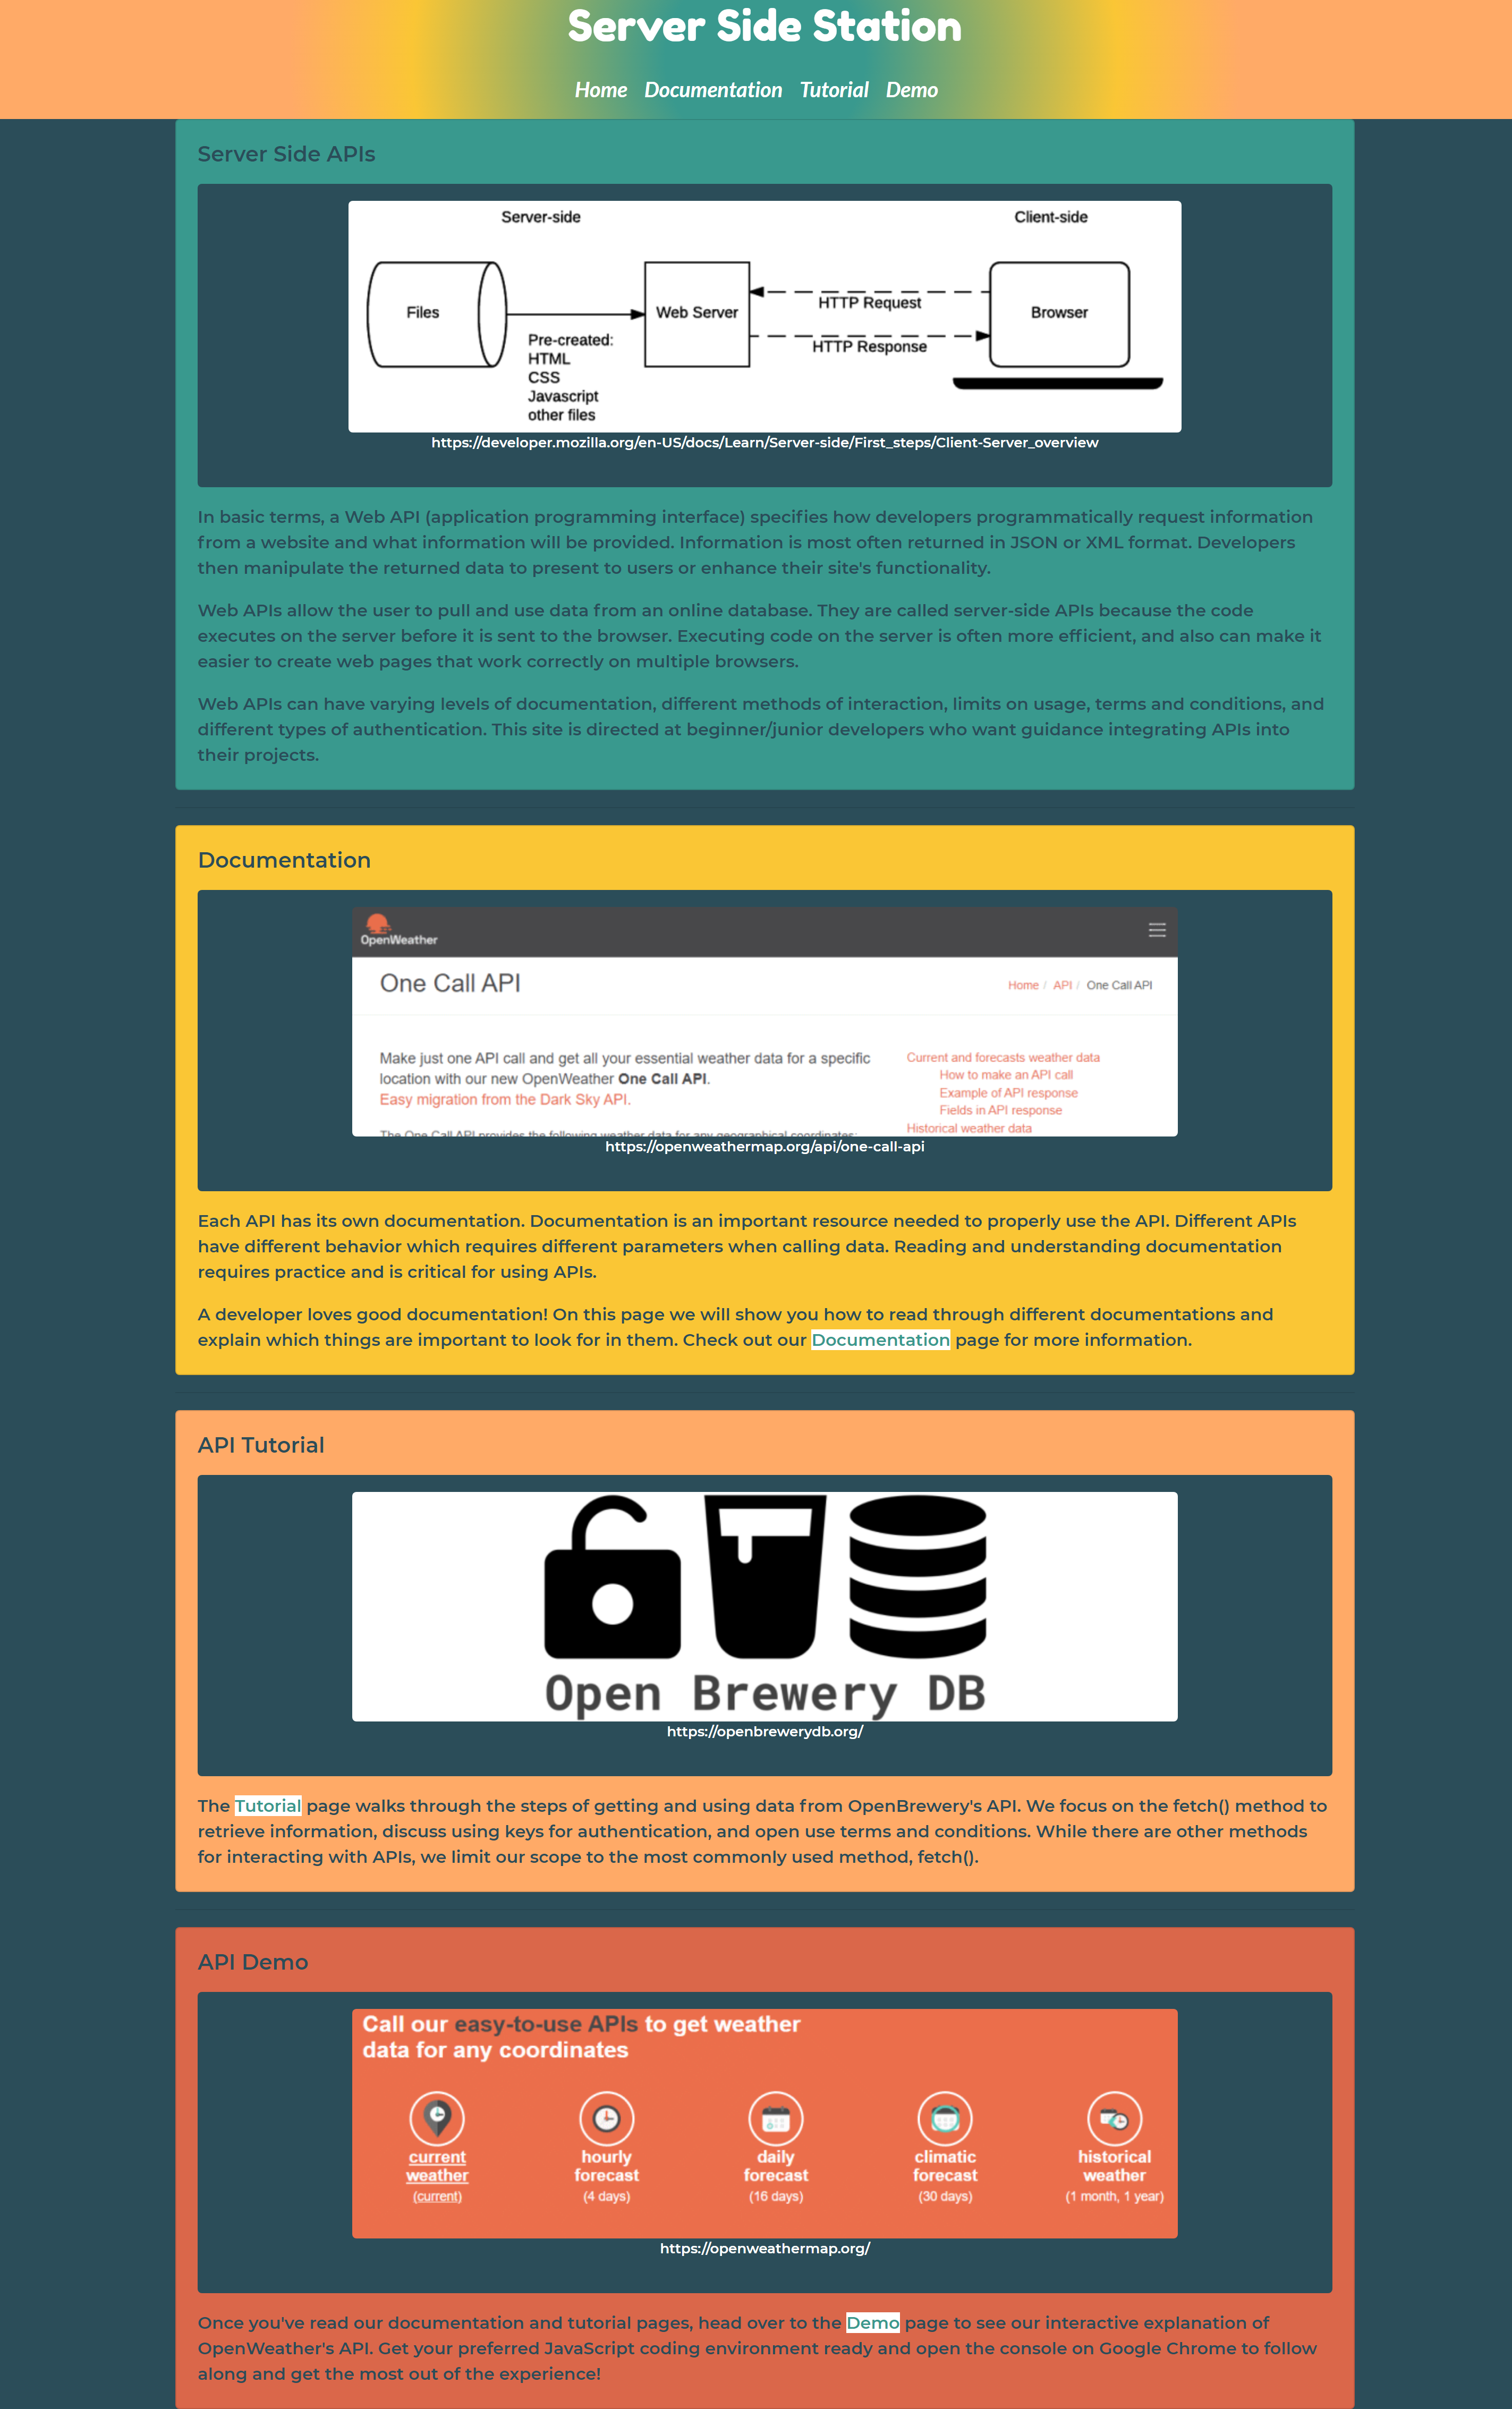 Server Side Station
Home Documentation Tutorial Demo
Server Side APIs
Server-side Client-side
Files
Web Server
HTTP Request
Browser
HTTP Response
Pre-created:
HTML
CSS
Javascript
other files
https://developer.mozilla.org/en-US/docs/Learn/Server-side/First_steps/Client-Server_overview
In basic terms, a Web API (application programming interface) specifies how developers programmatically request information
from a website and what information will be provided. Information is most often returned in JSON or XML format. Developers
then manipulate the returned data to present to users or enhance their site's functionality.
Web APIs allow the user to pull and use data from an online database. They are called server-side APIs because the code
executes on the server before it is sent to the browser. Executing code on the server is often more efficient, and also can make it
easier to create web pages that work correctly on multiple browsers.
Web APIs can have varying levels of documentation, different methods of interaction, limits on usage, terms and conditions, and
different types of authentication. This site is directed at beginner/junior developers who want guidance integrating APIs into
their projects.
Documentation
OpenWeather
One Call API
Home / API / One Call API
Make just one API call and get all your essential weather data for a specific
location with our new OpenWeather One Call API.
Easy migration from the Dark Sky API.
The One Call API provides the following weather data for any geographical coordinates:
Current and forecasts weather data
How to make an API call
Example of API response
Fields in API response
Historical weather data
https://openweathermap.org/api/one-call-api
Each API has its own documentation. Documentation is an important resource needed to properly use the API. Different APIs
have different behavior which requires different parameters when calling data. Reading and understanding documentation
requires practice and is critical for using APIs.
A developer loves good documentation! On this page we will show you how to read through different documentations and
explain which things are important to look for in them. Check out our Documentation page for more information.
API Tutorial
Open Brewery DB
https://openbrewerydb.org/
The Tutorial page walks through the steps of getting and using data from OpenBrewery's API. We focus on the fetch() method to
retrieve information, discuss using keys for authentication, and open use terms and conditions. While there are other methods
for interacting with APIs, we limit our scope to the most commonly used method, fetch().
API Demo
Call our easy-to-use APIs to get weather
data for any coordinates
current
weather
(current)
hourly
forecast
(4 days)
daily
forecast
(16 days)
climatic
forecast
(30 days)
historical
weather
(1 month, 1 year)
https://openweathermap.org/
Once you've read our documentation and tutorial pages, head over to the Demo page to see our interactive explanation of
OpenWeather's API. Get your preferred JavaScript coding environment ready and open the console on Google Chrome to follow
along and get the most out of the experience!